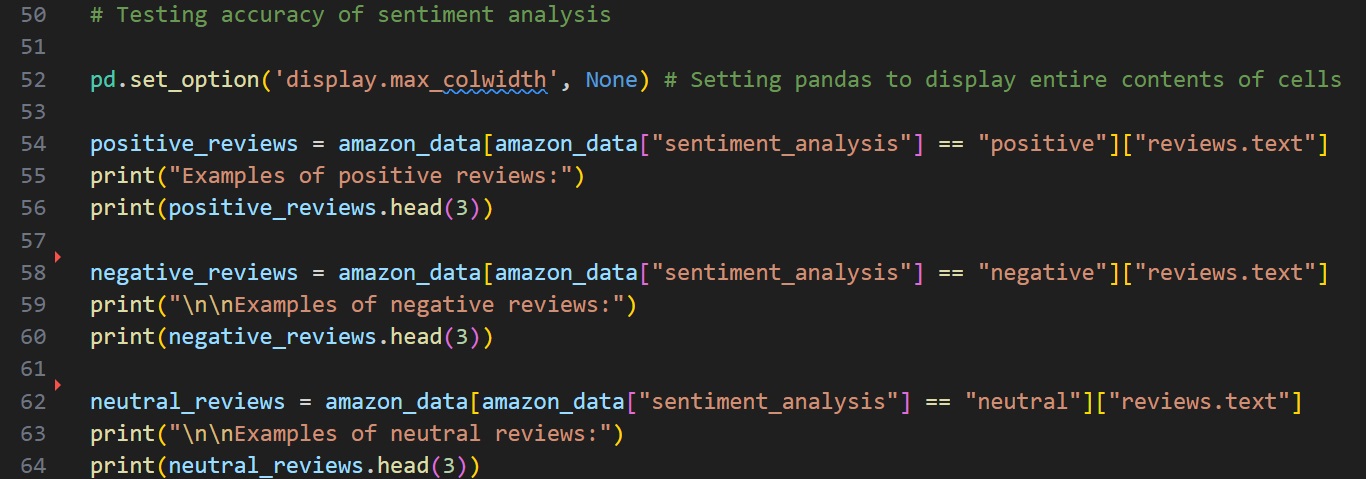 50 # Testing accuracy of sentiment analysis
51
52 pd.set_option('display.max_colwidth', None) # Setting pandas to display entire contents of cells
53
54 positive_reviews = amazon_data[amazon_data["sentiment_analysis"] == "positive"]["reviews.text"]
55 print("Examples of positive reviews:")
56 print(positive_reviews.head(3))
57
58 negative_reviews = amazon_data[amazon_data["sentiment_analysis"] == "negative"]["reviews.text"]
59 print("\n\nExamples of negative reviews:")
60 print(negative_reviews.head(3))
61
62 neutral_reviews = amazon_data[amazon_data["sentiment_analysis"] == "neutral"]["reviews.text"]
63 print("\n\nExamples of neutral reviews:")
64 print(neutral_reviews.head(3))